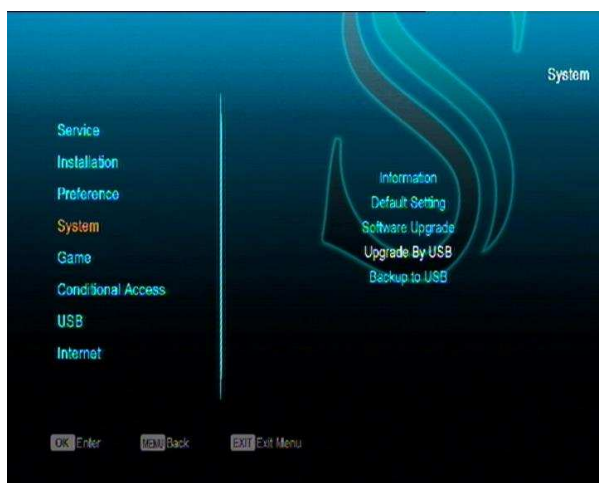 System
Service
Installation
Preference
System
Game
Conditional Access
USB
Internet
Information
Default Setting
Software Upgrade
Upgrade By USB
Backup to USB
OK Enter MENU Back EXIT Exit Menu